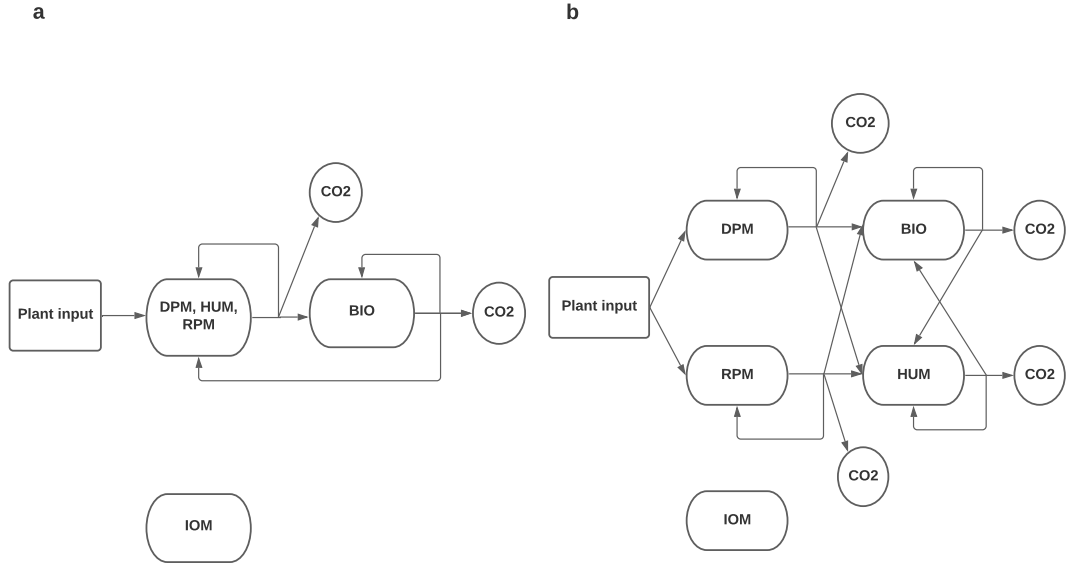 a
CO2
Plant input
DPM, HUM,
RPM
BIO
CO2
IOM
b
CO2
DPM
BIO
CO2
Plant input
RPM
HUM
CO2
CO2
IOM